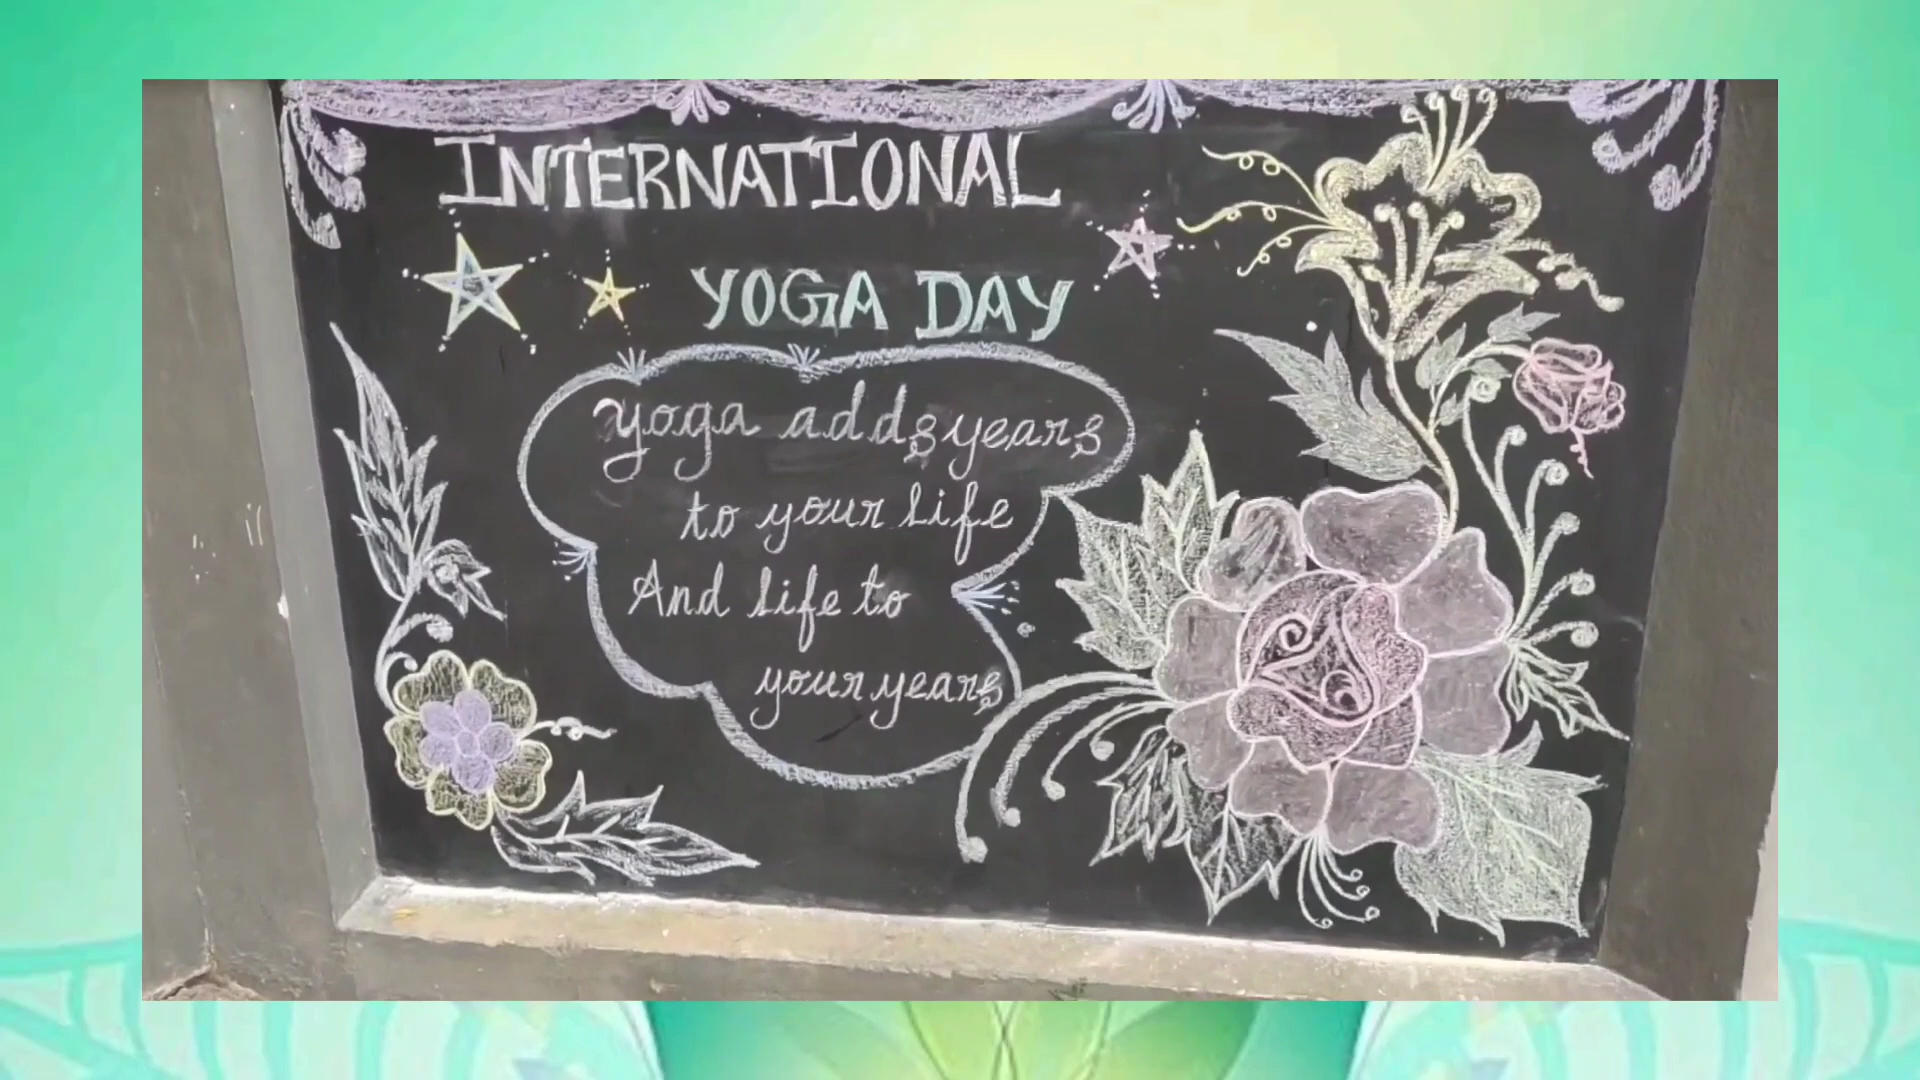 INTERNATIONAL
YOGA DAY
Yoga adds years
to your life
And life to
your years